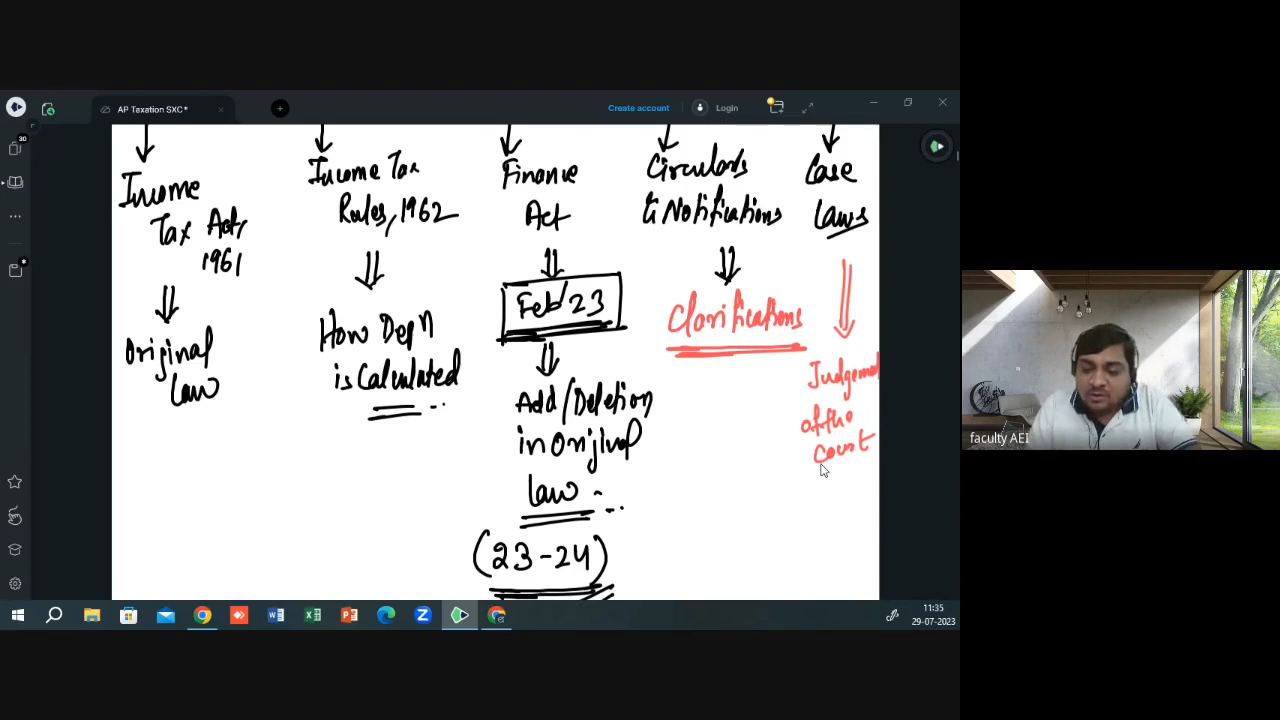 AP Taxation SXC*
Create account
Login
30
Income
Tax Act,
1961
Original
Law
Income Tax
Rules, 1962
How Depn
is Calculated
Finance
Act
Feb'23
Add/Deletion
in Original
law
(23-24)
Circulars
& Notifications
Clarifications
Case
Laws
Judgement
of the
court
faculty AEI
11:35
29-07-2023